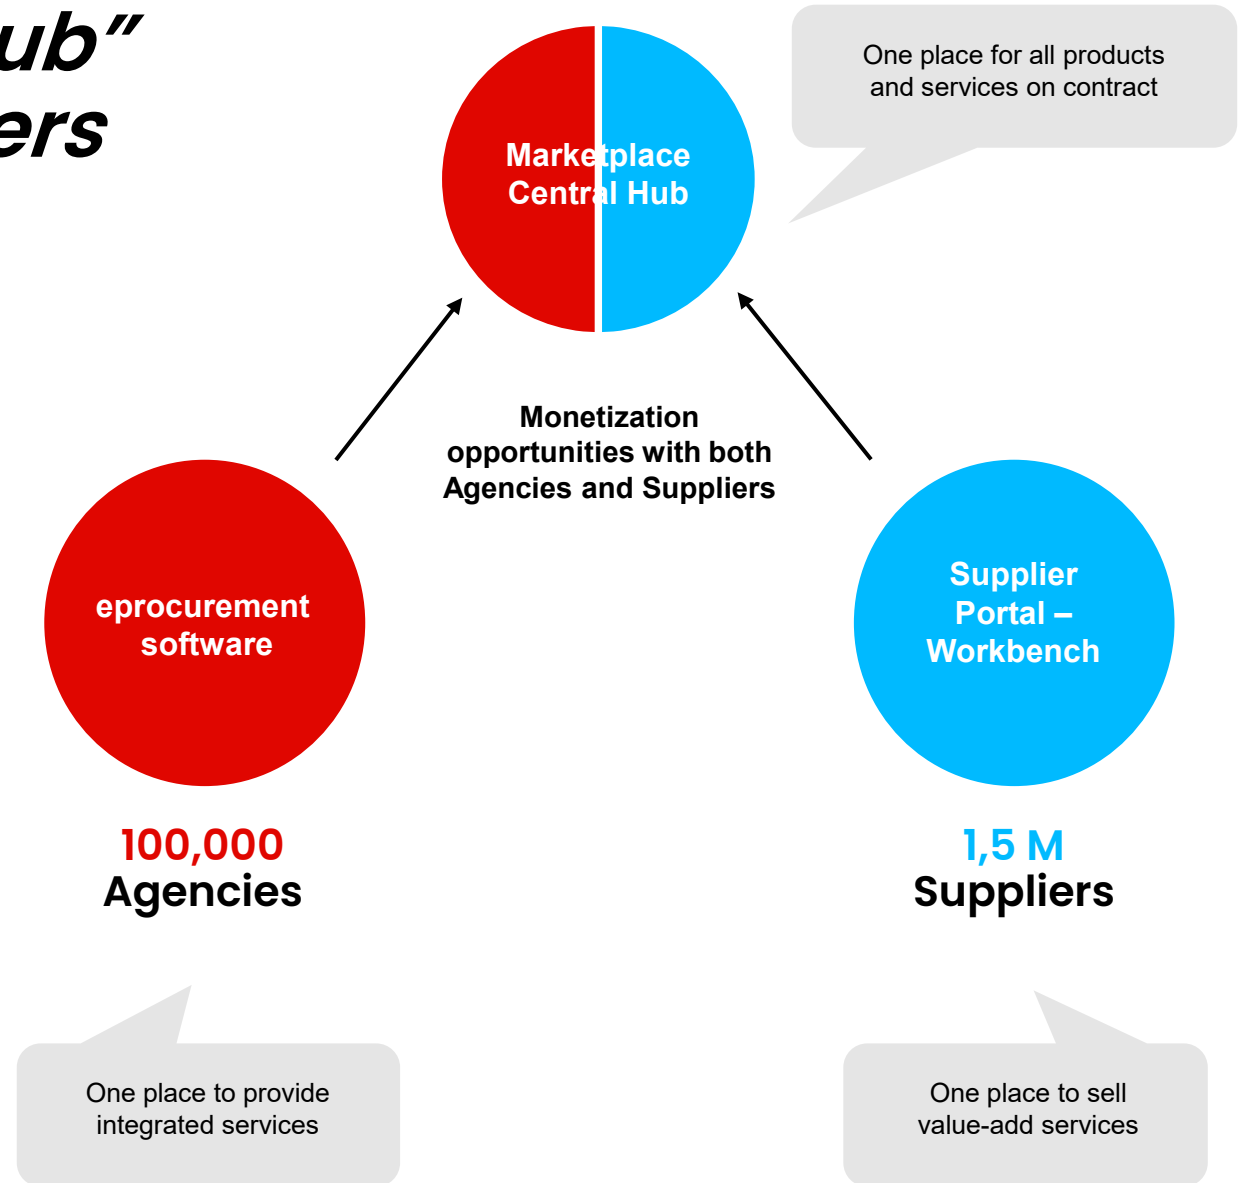 ub"
ers
One place for all products
and services on contract
Marketplace
Central Hub
Monetization
opportunities with both
Agencies and Suppliers
eprocurement
software
Supplier
Portal –
Workbench
100,000
Agencies
1,5 M
Suppliers
One place to provide
integrated services
One place to sell
value-add services